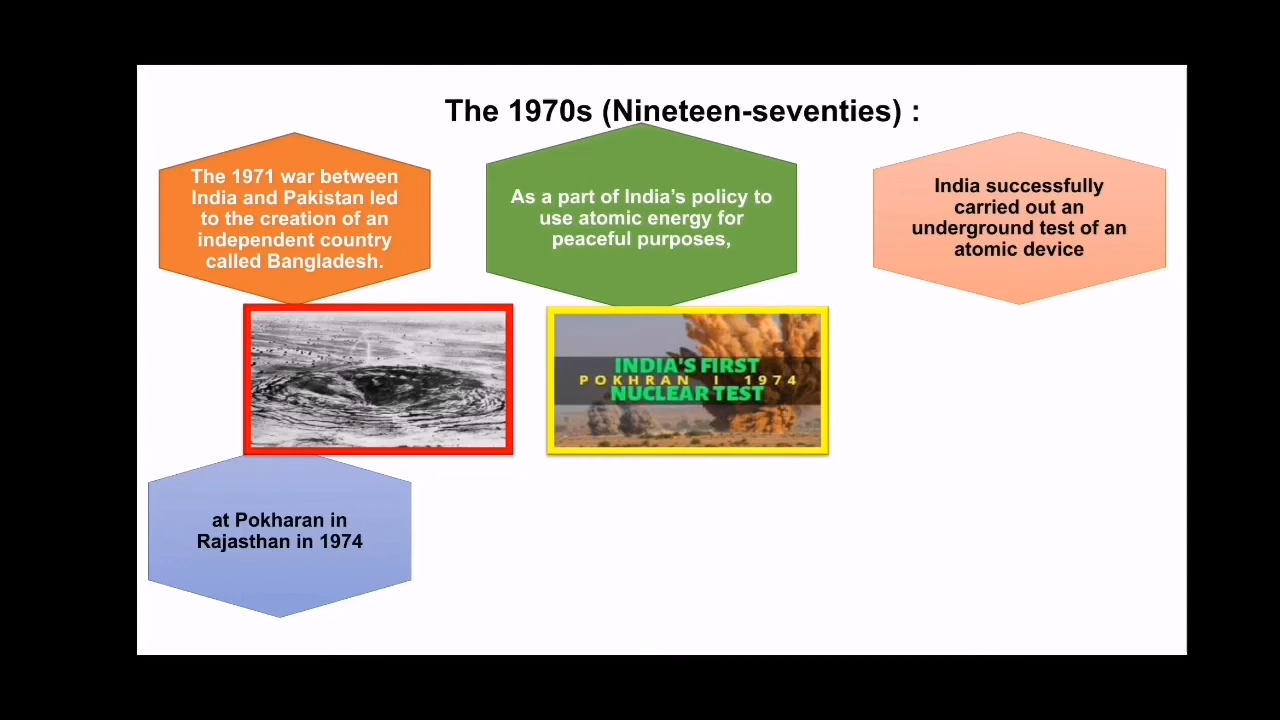 The 1970s (Nineteen-seventies) :
The 1971 war between
India and Pakistan led
to the creation of an
independent country
called Bangladesh.
As a part of India’s policy to
use atomic energy for
peaceful purposes,
India successfully
carried out an
underground test of an
atomic device
INDIA'S FIRST
POKHRAN I 1974
NUCLEAR TEST
at Pokharan in
Rajasthan in 1974